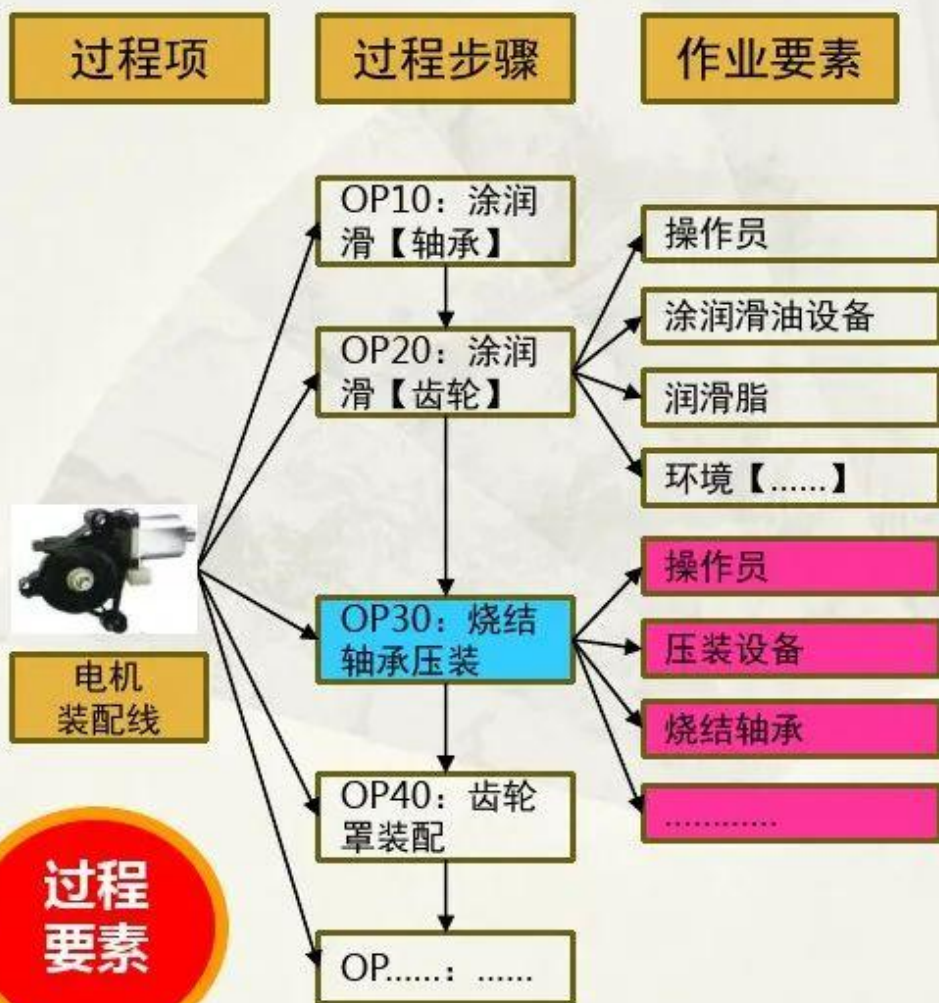 过程项
过程步骤
作业要素
OP10：涂润
滑【轴承】
OP20：涂润
滑【齿轮】
OP30：烧结
轴承压装
OP40：齿轮
罩装配
OP......：......
操作员
涂润滑油设备
润滑脂
环境【......】
操作员
压装设备
烧结轴承
............
电机
装配线
过程
要素